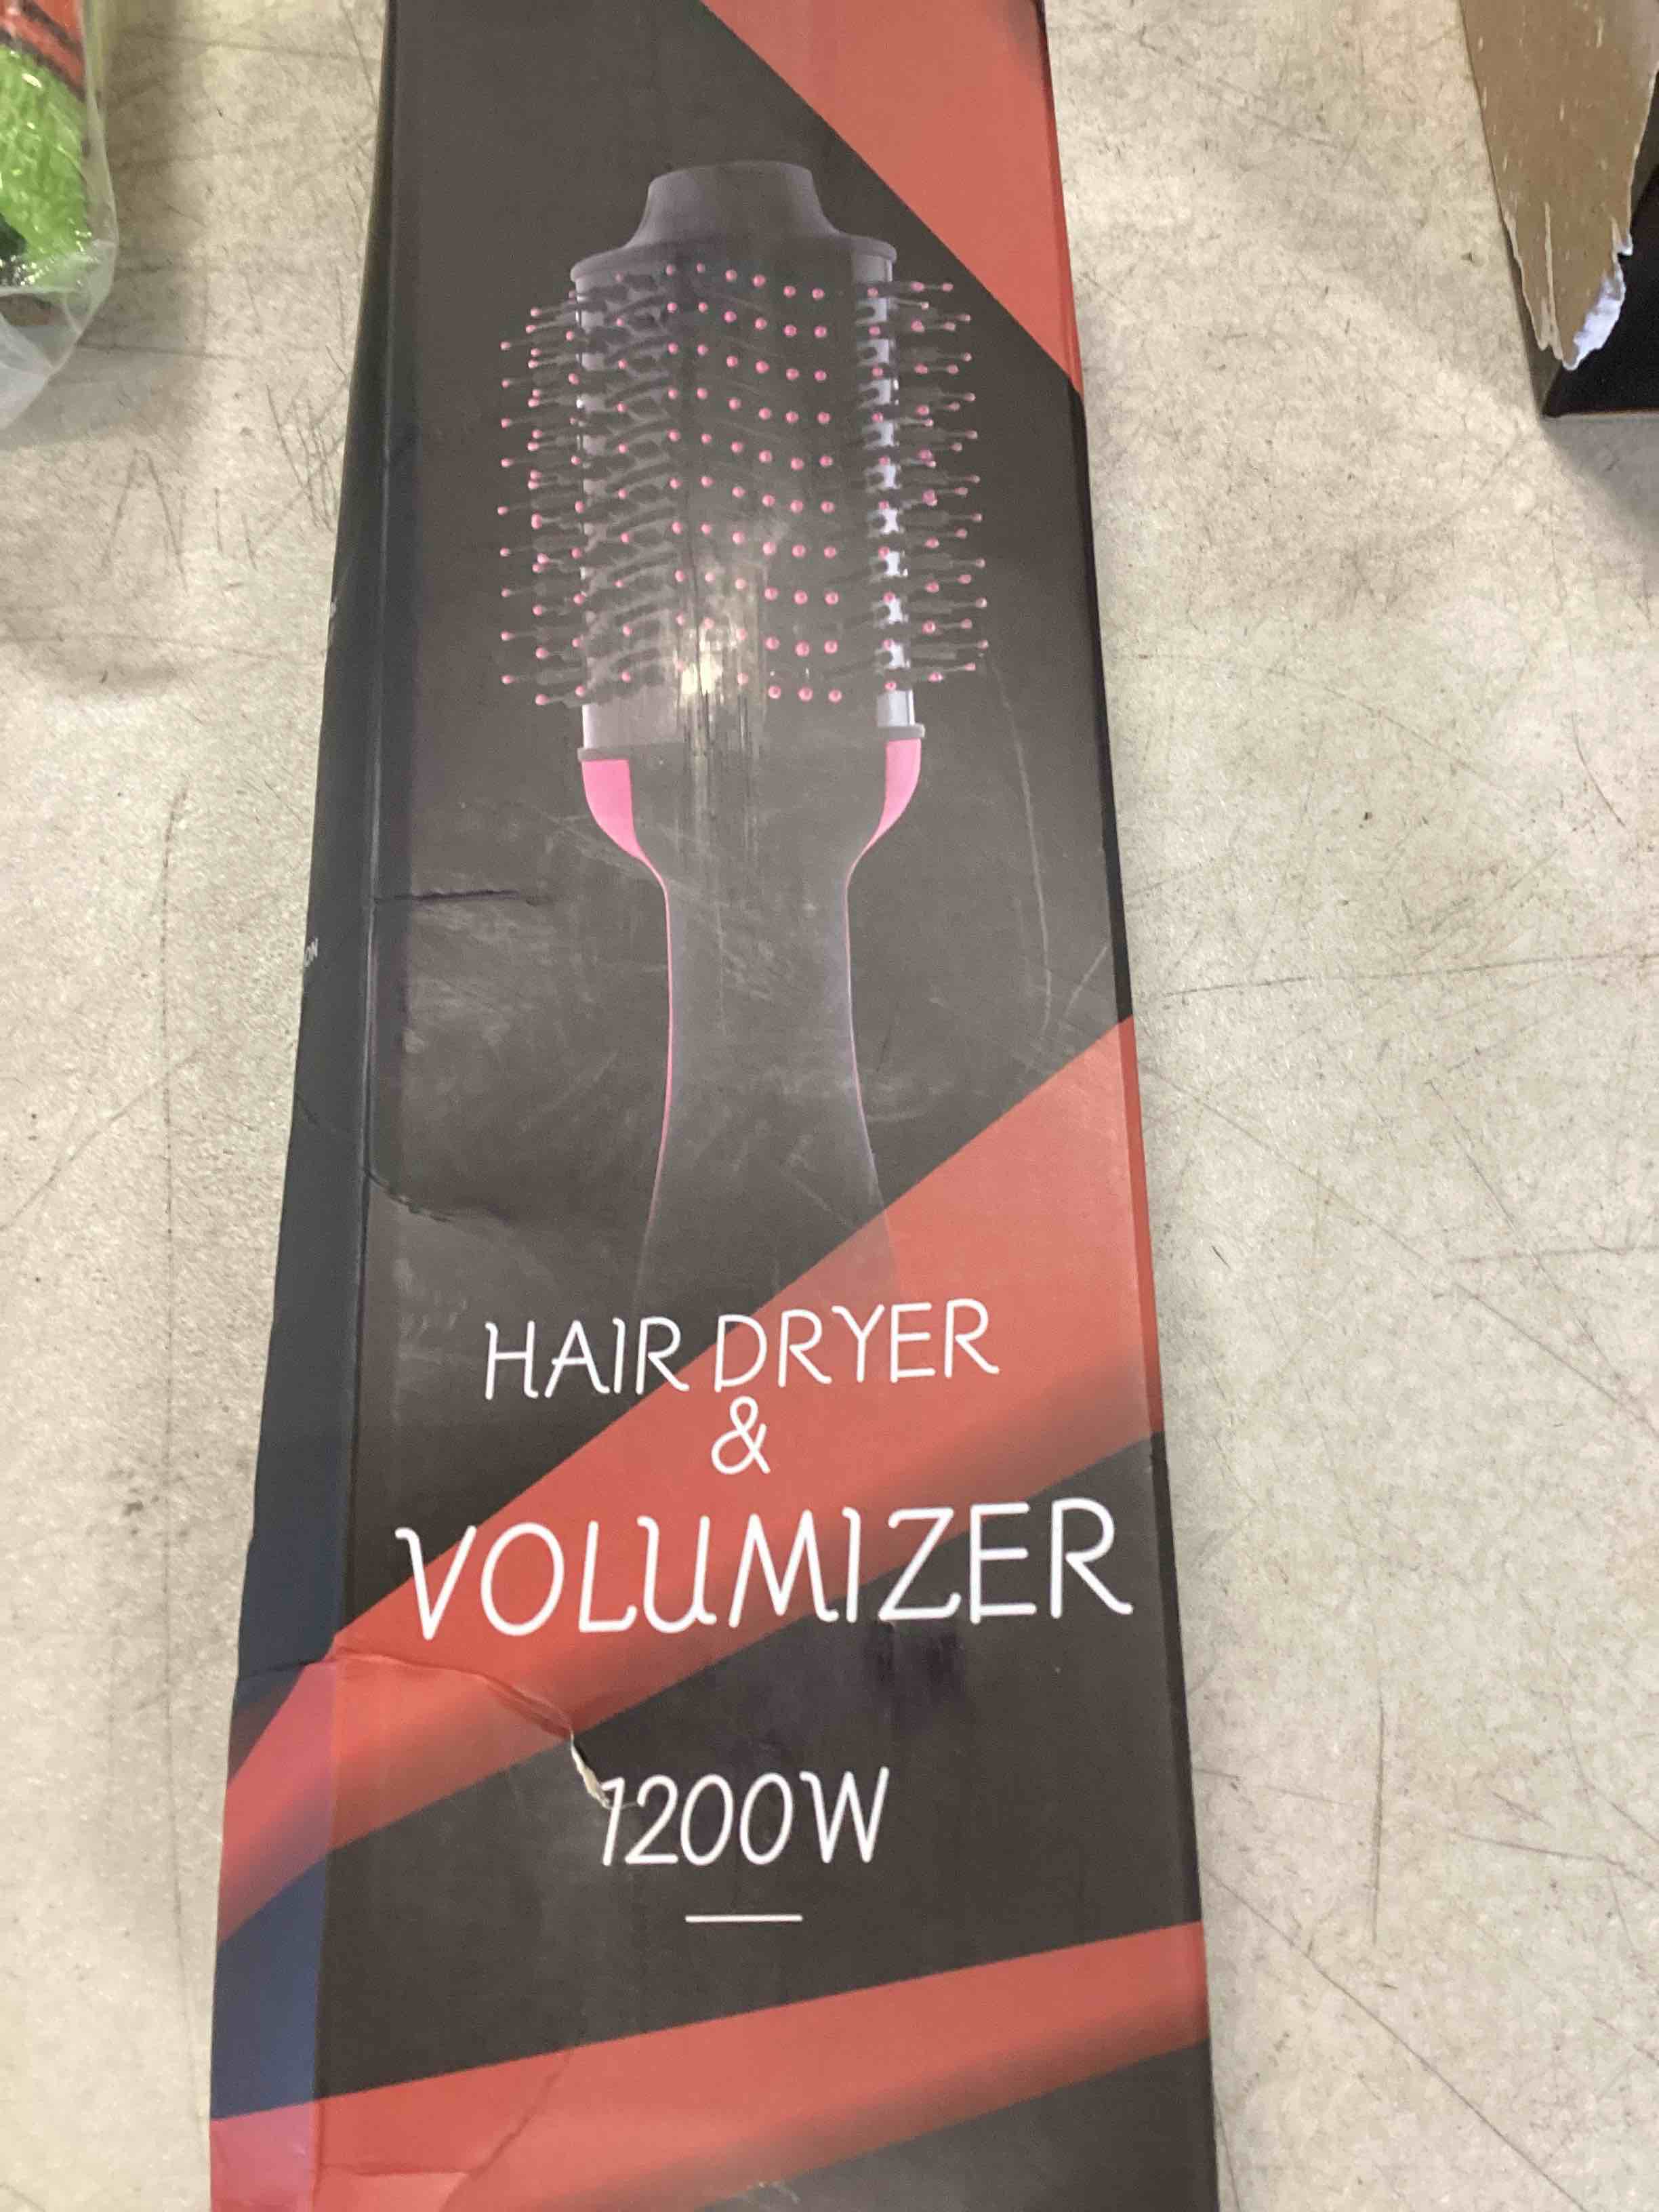 HAIR DRYER
&
VOLUMIZER
1200W